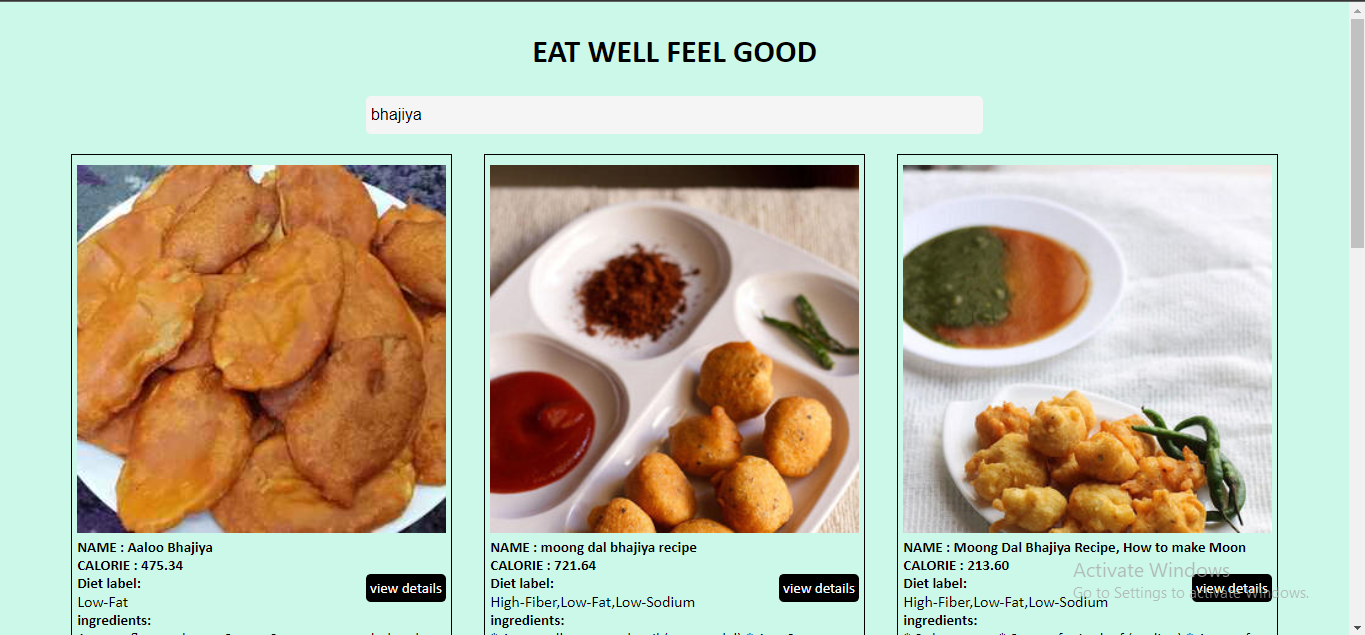 EAT WELL FEEL GOOD
bhajiya
NAME : Aaloo Bhajiya
CALORIE : 475.34
Diet label:
Low-Fat
ingredients:
view details
NAME : moong dal bhajiya recipe
CALORIE : 721.64
Diet label:
High-Fiber,Low-Fat,Low-Sodium
ingredients:
view details
NAME : Moong Dal Bhajiya Recipe, How to make Moon
CALORIE : 213.60
Diet label:
High-Fiber,Low-Fat,Low-Sodium
ingredients:
view details
Activate Windows
Go to Settings to activate Windows.